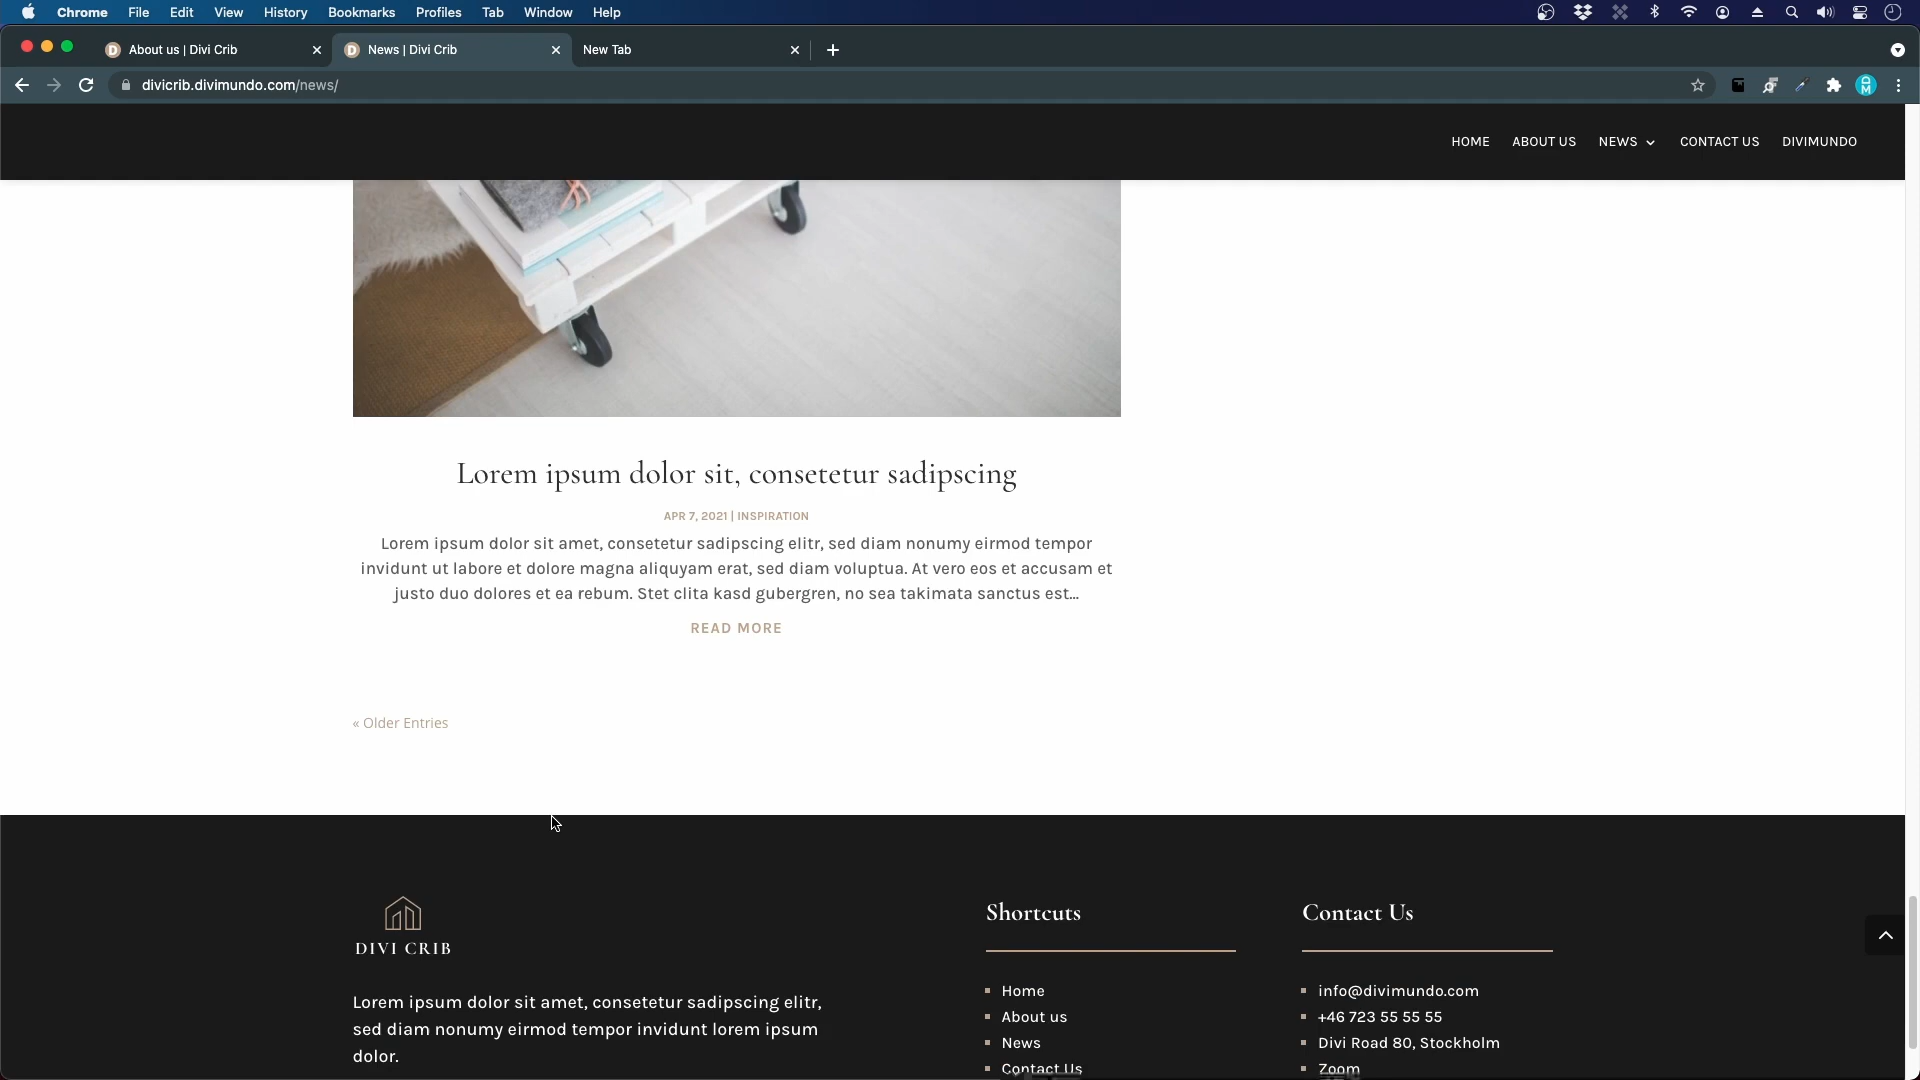 Chrome File Edit View History Bookmarks Profiles Tab Window Help
About us | Divi Crib
News | Divi Crib
New Tab
divicrib.divimundo.com/news/
HOME ABOUT US NEWS CONTACT US DIVIMUNDO
Lorem ipsum dolor sit, consetetur sadipscing
APR 7, 2021 | INSPIRATION
Lorem ipsum dolor sit amet, consetetur sadipscing elitr, sed diam nonumy eirmod tempor
invidunt ut labore et dolore magna aliquyam erat, sed diam voluptua. At vero eos et accusam et
justo duo dolores et ea rebum. Stet clita kasd gubergren, no sea takimata sanctus est...
READ MORE
« Older Entries
DIVI CRIB
Lorem ipsum dolor sit amet, consetetur sadipscing elitr,
sed diam nonumy eirmod tempor invidunt lorem ipsum
dolor.
Shortcuts
Home
About us
News
Contact Us
Contact Us
info@divimundo.com
+46 723 55 55 55
Divi Road 80, Stockholm
Zoom